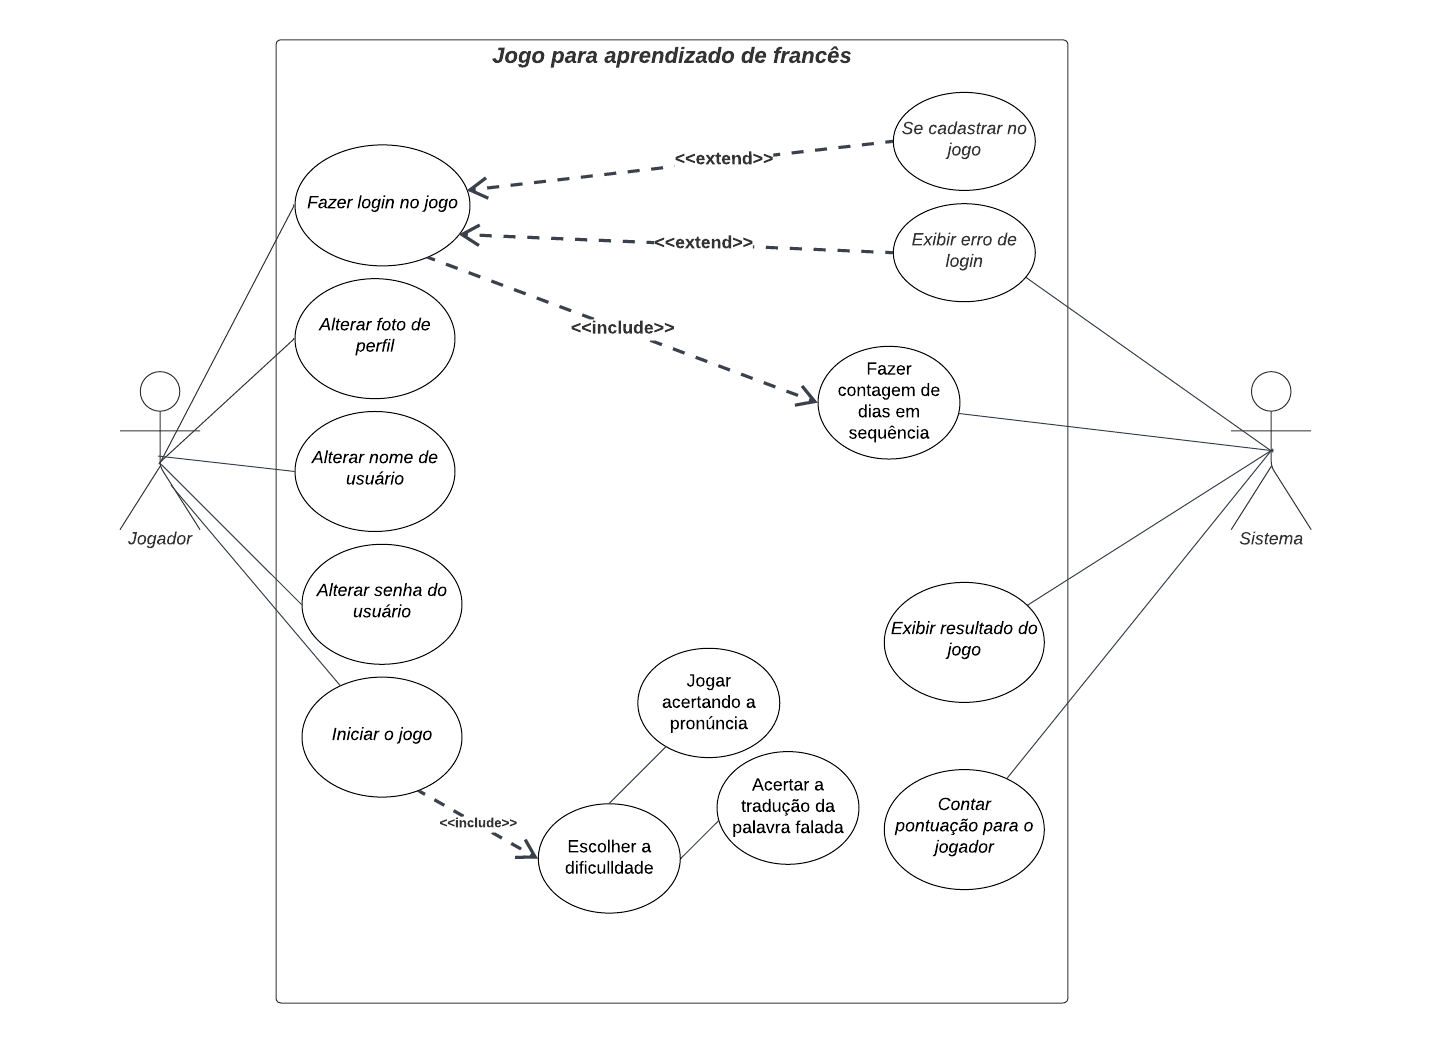 Jogo para aprendizado de francês
Se cadastrar no
jogo
<<extend>>
Fazer login no jogo
Exibir erro de
login
<<extend>>
<<include>>
Alterar foto de
perfil
Fazer
contagem de
dias em
sequência
Alterar nome de
usuário
Jogador
Sistema
Alterar senha do
usuário
Exibir resultado do
jogo
Jogar
acertando a
pronúncia
Iniciar o jogo
Acertar a
tradução da
palavra falada
Contar
pontuação para o
jogador
<<include>>
Escolher a
dificulldade